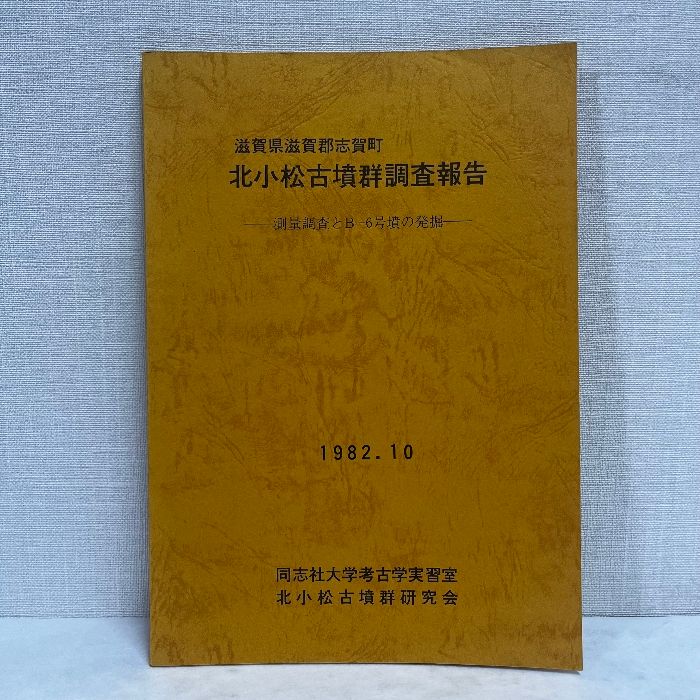 滋賀県滋賀郡志賀町
北小松古墳群調査報告
――測量調査とB-6号墳の発掘――
1982.10
同志社大学考古学実習室
北小松古墳群研究会